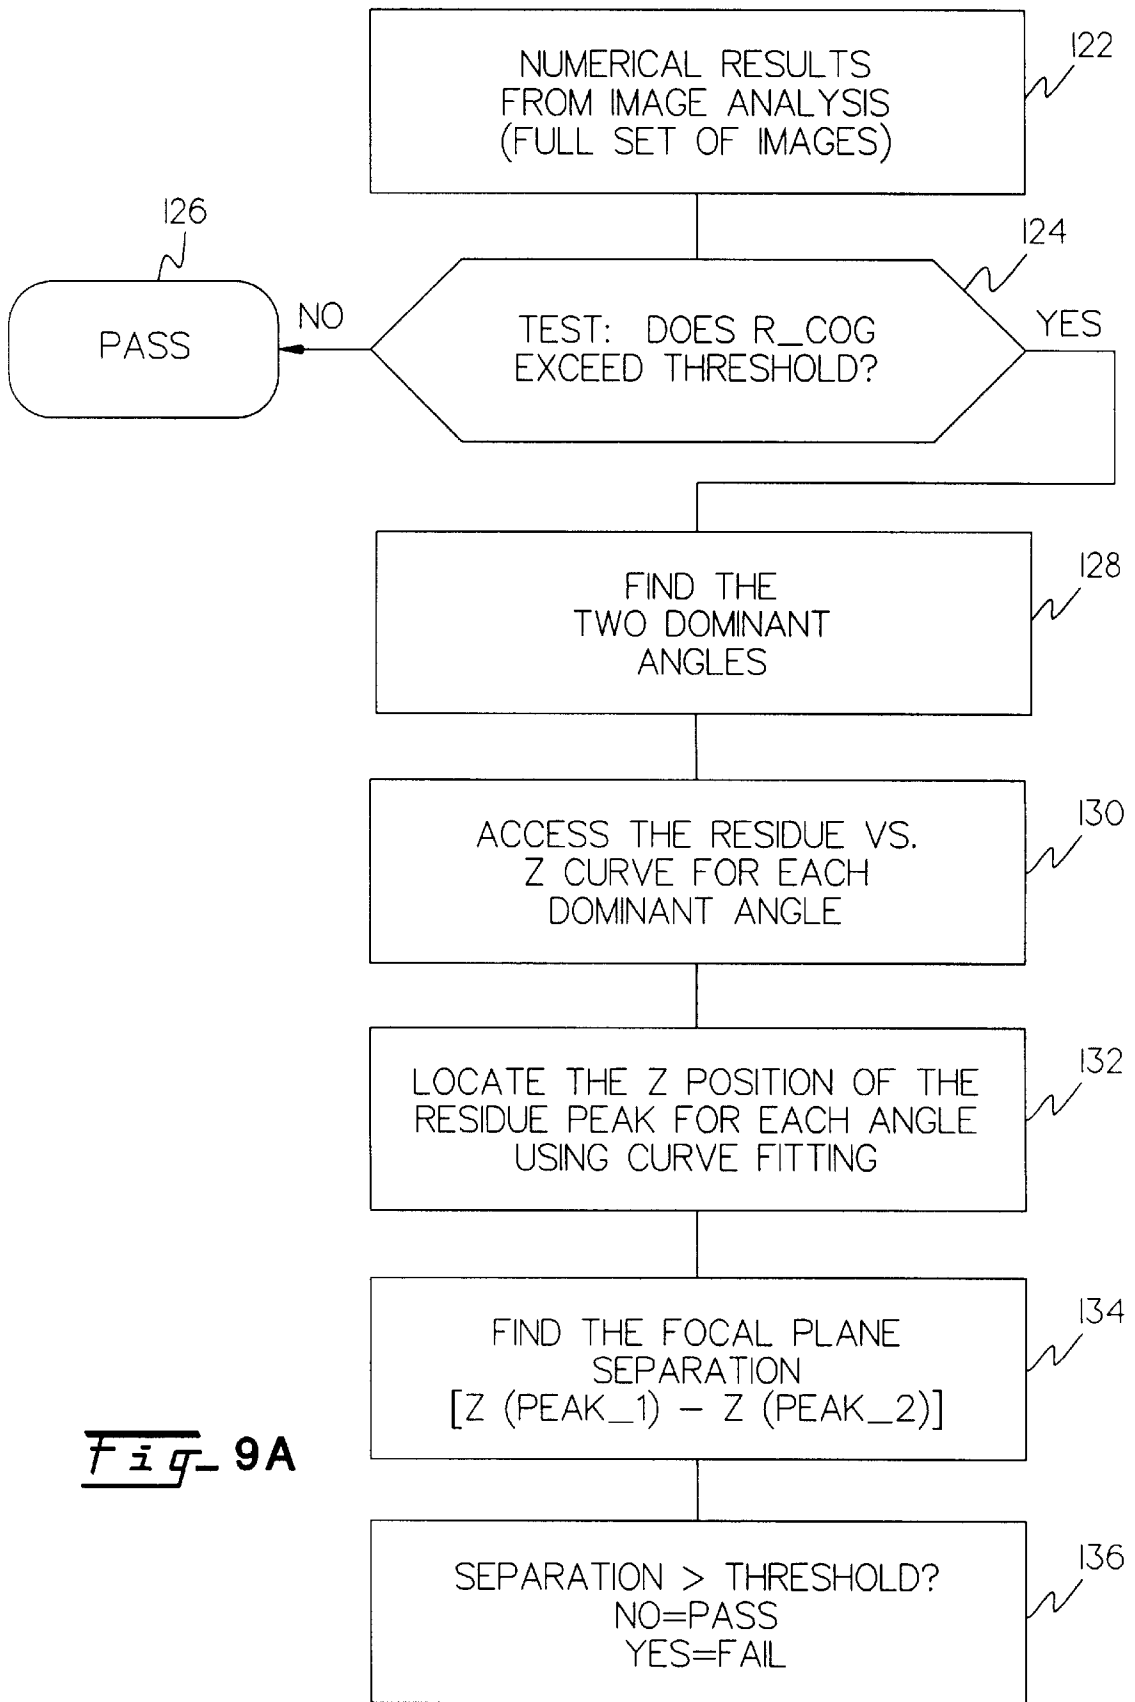 NUMERICAL RESULTS
FROM IMAGE ANALYSIS
(FULL SET OF IMAGES)
122
126
124
PASS
NO
TEST: DOES R_COG
EXCEED THRESHOLD?
YES
FIND THE
TWO DOMINANT
ANGLES
128
ACCESS THE RESIDUE VS.
Z CURVE FOR EACH
DOMINANT ANGLE
130
LOCATE THE Z POSITION OF THE
RESIDUE PEAK FOR EACH ANGLE
USING CURVE FITTING
132
FIND THE FOCAL PLANE
SEPARATION
[Z (PEAK_1) – Z (PEAK_2)]
134
Fig_ 9A
SEPARATION > THRESHOLD?
NO=PASS
YES=FAIL
136